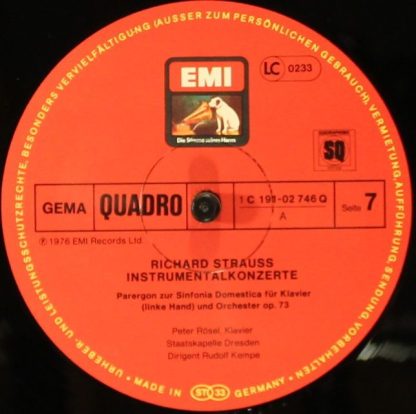 URHEBER- UND LEISTUNGSSCHUTZRECHTE, BESONDERS VERVIELFÄLTIGUNG (AUSSER ZUM PERSÖNLICHEN GEBRAUCH), VERMIETUNG, AUFFÜHRUNG, SENDUNG, VORBEHALTEN
EMI
LC 0233
Die Stimme seines Herrn
QUADRAPHONIC
SQ
GEMA
QUADRO
1 C 191-02 746 Q
A
Seite 7
℗ 1976 EMI Records Ltd.
RICHARD STRAUSS
INSTRUMENTALKONZERTE
Parergon zur Sinfonia Domestica für Klavier
(linke Hand) und Orchester op. 73
Peter Rösel, Klavier
Staatskapelle Dresden
Dirigent Rudolf Kempe
MADE IN STEREO 33 GERMANY